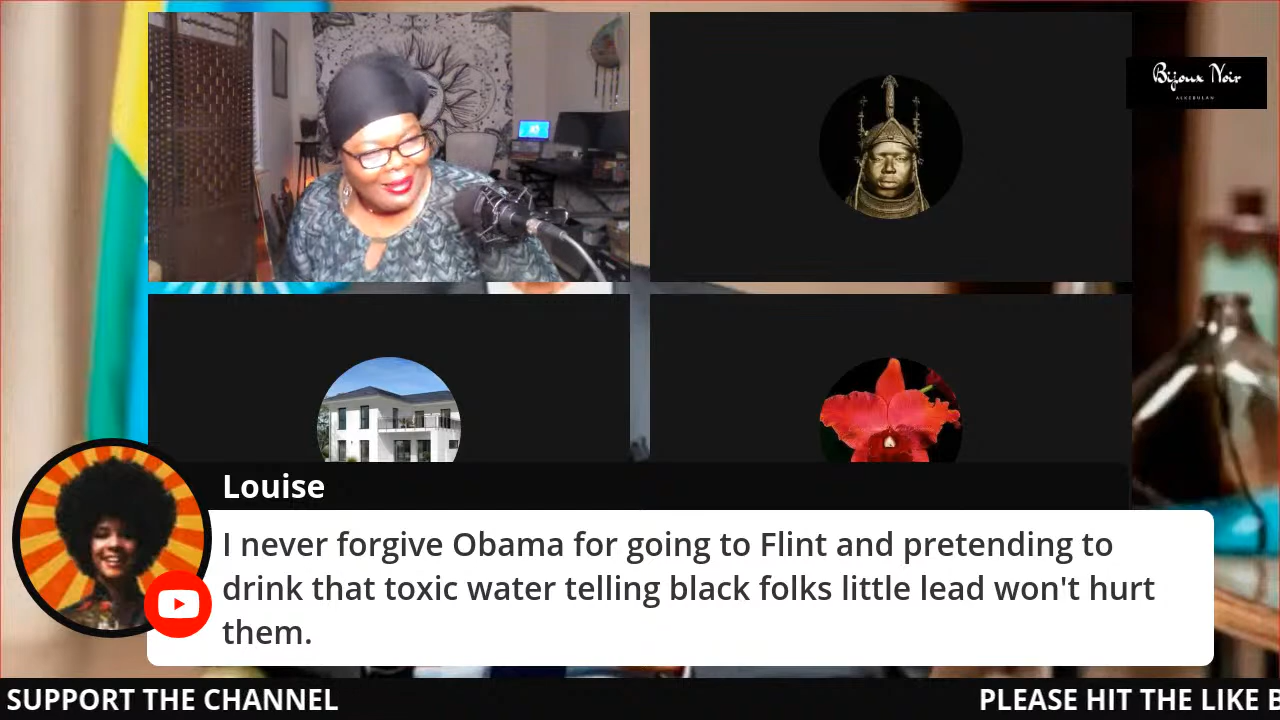 Bijoux Noir
ALKEBULAN
Louise
I never forgive Obama for going to Flint and pretending to
drink that toxic water telling black folks little lead won't hurt
them.
SUPPORT THE CHANNEL
PLEASE HIT THE LIKE B